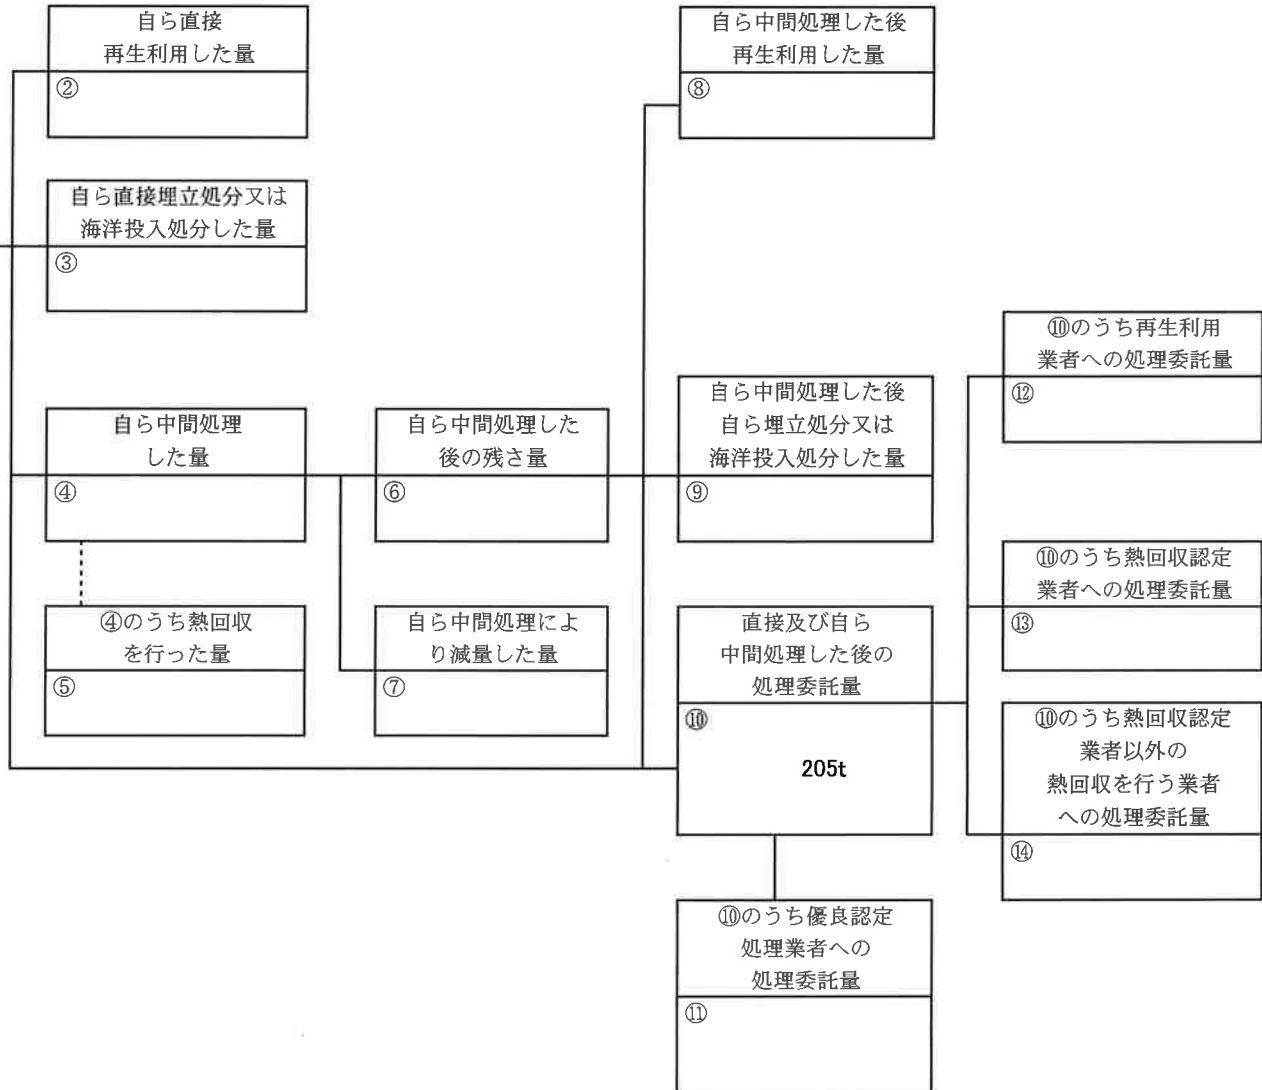 自ら直接
再生利用した量
②
自ら直接埋立処分又は
海洋投入処分した量
③
自ら中間処理
した量
④
④のうち熱回収
を行った量
⑤
自ら中間処理した
後の残さ量
⑥
自ら中間処理によ
り減量した量
⑦
自ら中間処理した後
再生利用した量
⑧
自ら中間処理した後
自ら埋立処分又は
海洋投入処分した量
⑨
直接及び自ら
中間処理した後の
処理委託量
⑩
205t
⑩のうち優良認定
処理業者への
処理委託量
⑪
⑩のうち再生利用
業者への処理委託量
⑫
⑩のうち熱回収認定
業者への処理委託量
⑬
⑩のうち熱回収認定
業者以外の
熱回収を行う業者
への処理委託量
⑭